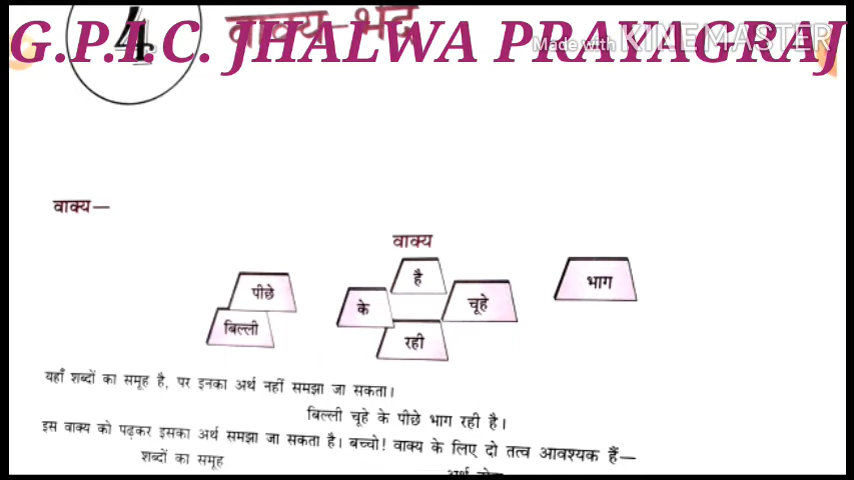 4 वाक्य-भेद
G.P.I.C. JHALWA PRAYAGRAJ
Made with KINEMASTER
वाक्य—
वाक्य
पीछे
है
भाग
के
चूहे
बिल्ली
रही
यहाँ शब्दों का समूह है, पर इनका अर्थ नहीं समझा जा सकता।
बिल्ली चूहे के पीछे भाग रही है।
इस वाक्य को पढ़कर इसका अर्थ समझा जा सकता है। बच्चो! वाक्य के लिए दो तत्व आवश्यक हैं—
शब्दों का समूह